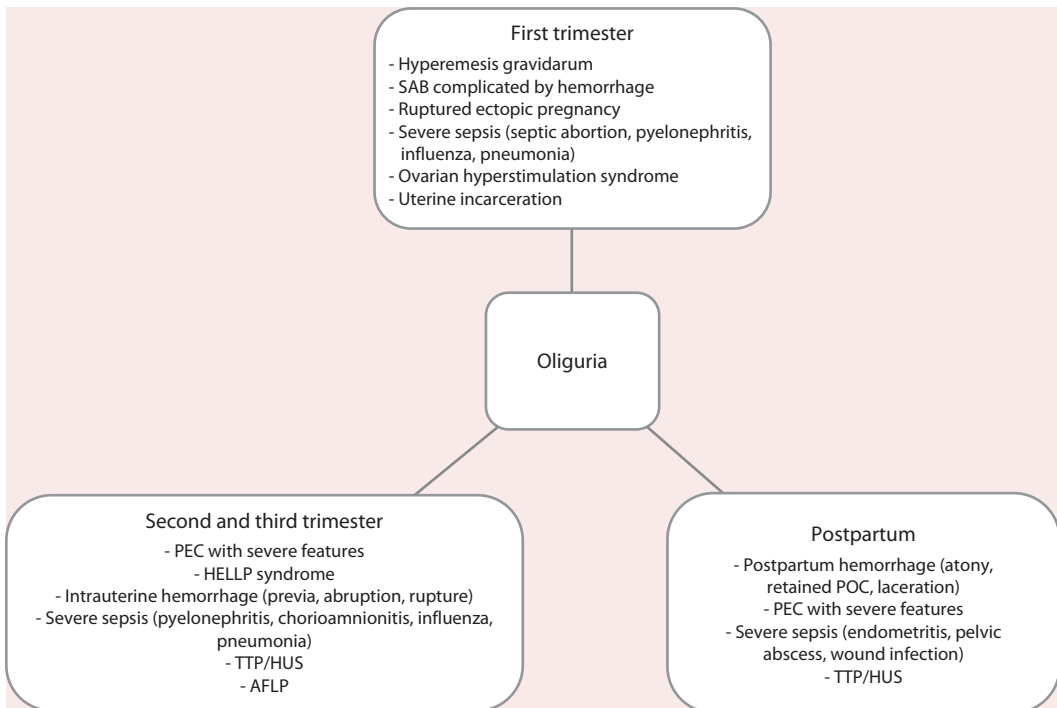 First trimester
- Hyperemesis gravidarum
- SAB complicated by hemorrhage
- Ruptured ectopic pregnancy
- Severe sepsis (septic abortion, pyelonephritis,
influenza, pneumonia)
- Ovarian hyperstimulation syndrome
- Uterine incarceration
Oliguria
Second and third trimester
- PEC with severe features
- HELLP syndrome
- Intrauterine hemorrhage (previa, abruption, rupture)
- Severe sepsis (pyelonephritis, chorioamnionitis, influenza,
pneumonia)
- TTP/HUS
- AFLP
Postpartum
- Postpartum hemorrhage (atony,
retained POC, laceration)
- PEC with severe features
- Severe sepsis (endometritis, pelvic
abscess, wound infection)
- TTP/HUS